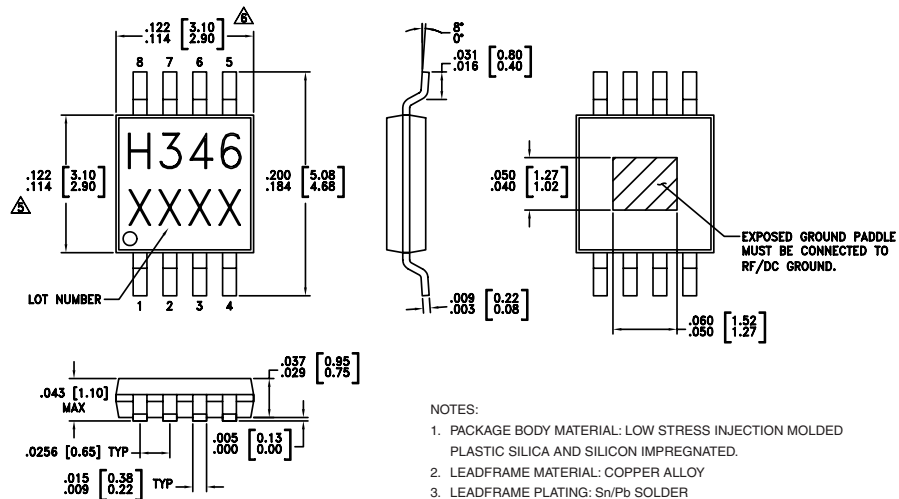 .122 [3.10]
.114 [2.90]
6
8 7 6 5
H346
XXXX
.122 [3.10]
.114 [2.90]
5
.200 [5.08]
.184 [4.68]
LOT NUMBER
1 2 3 4
8°
0°
.031 [0.80]
.016 [0.40]
.009 [0.22]
.003 [0.08]
.050 [1.27]
.040 [1.02]
EXPOSED GROUND PADDLE
MUST BE CONNECTED TO
RF/DC GROUND.
.060 [1.52]
.050 [1.27]
.043 [1.10]
MAX
.037 [0.95]
.029 [0.75]
.0256 [0.65] TYP
.005 [0.13]
.000 [0.00]
.015 [0.38]
.009 [0.22]
TYP
NOTES:
1. PACKAGE BODY MATERIAL: LOW STRESS INJECTION MOLDED
PLASTIC SILICA AND SILICON IMPREGNATED.
2. LEADFRAME MATERIAL: COPPER ALLOY
3. LEADFRAME PLATING: Sn/Pb SOLDER